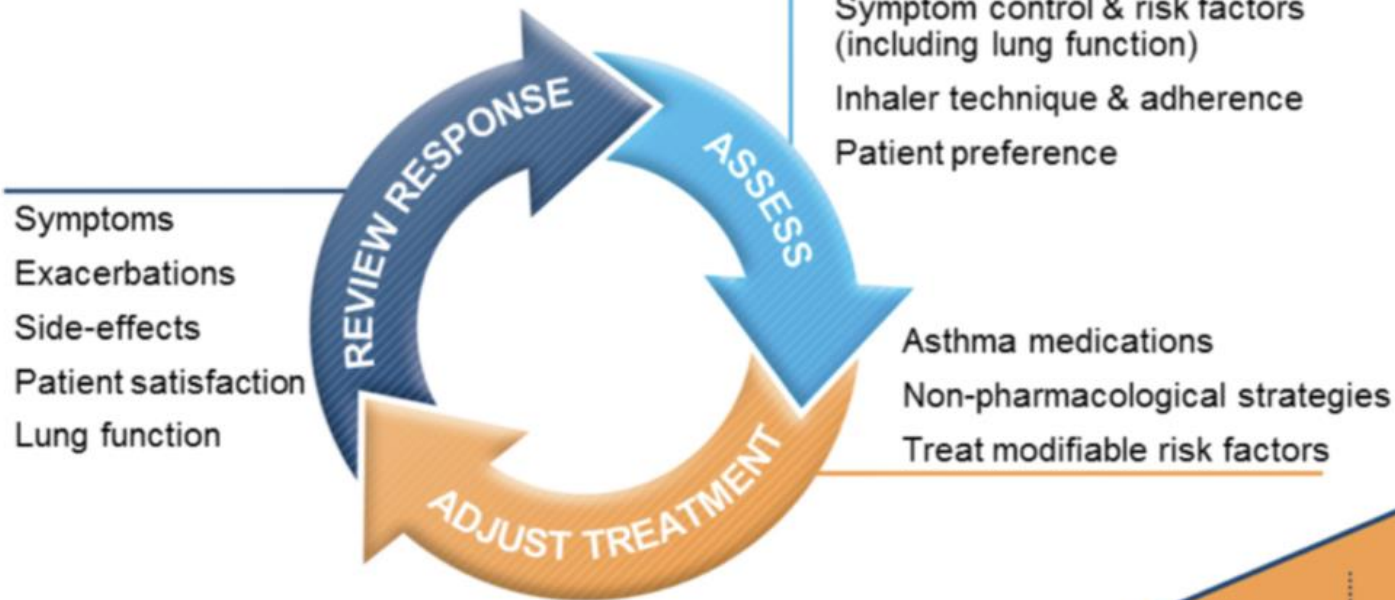 Symptom control & risk factors
(including lung function)
Inhaler technique & adherence
Patient preference
REVIEW RESPONSE
ASSESS
ADJUST TREATMENT
Symptoms
Exacerbations
Side-effects
Patient satisfaction
Lung function
Asthma medications
Non-pharmacological strategies
Treat modifiable risk factors